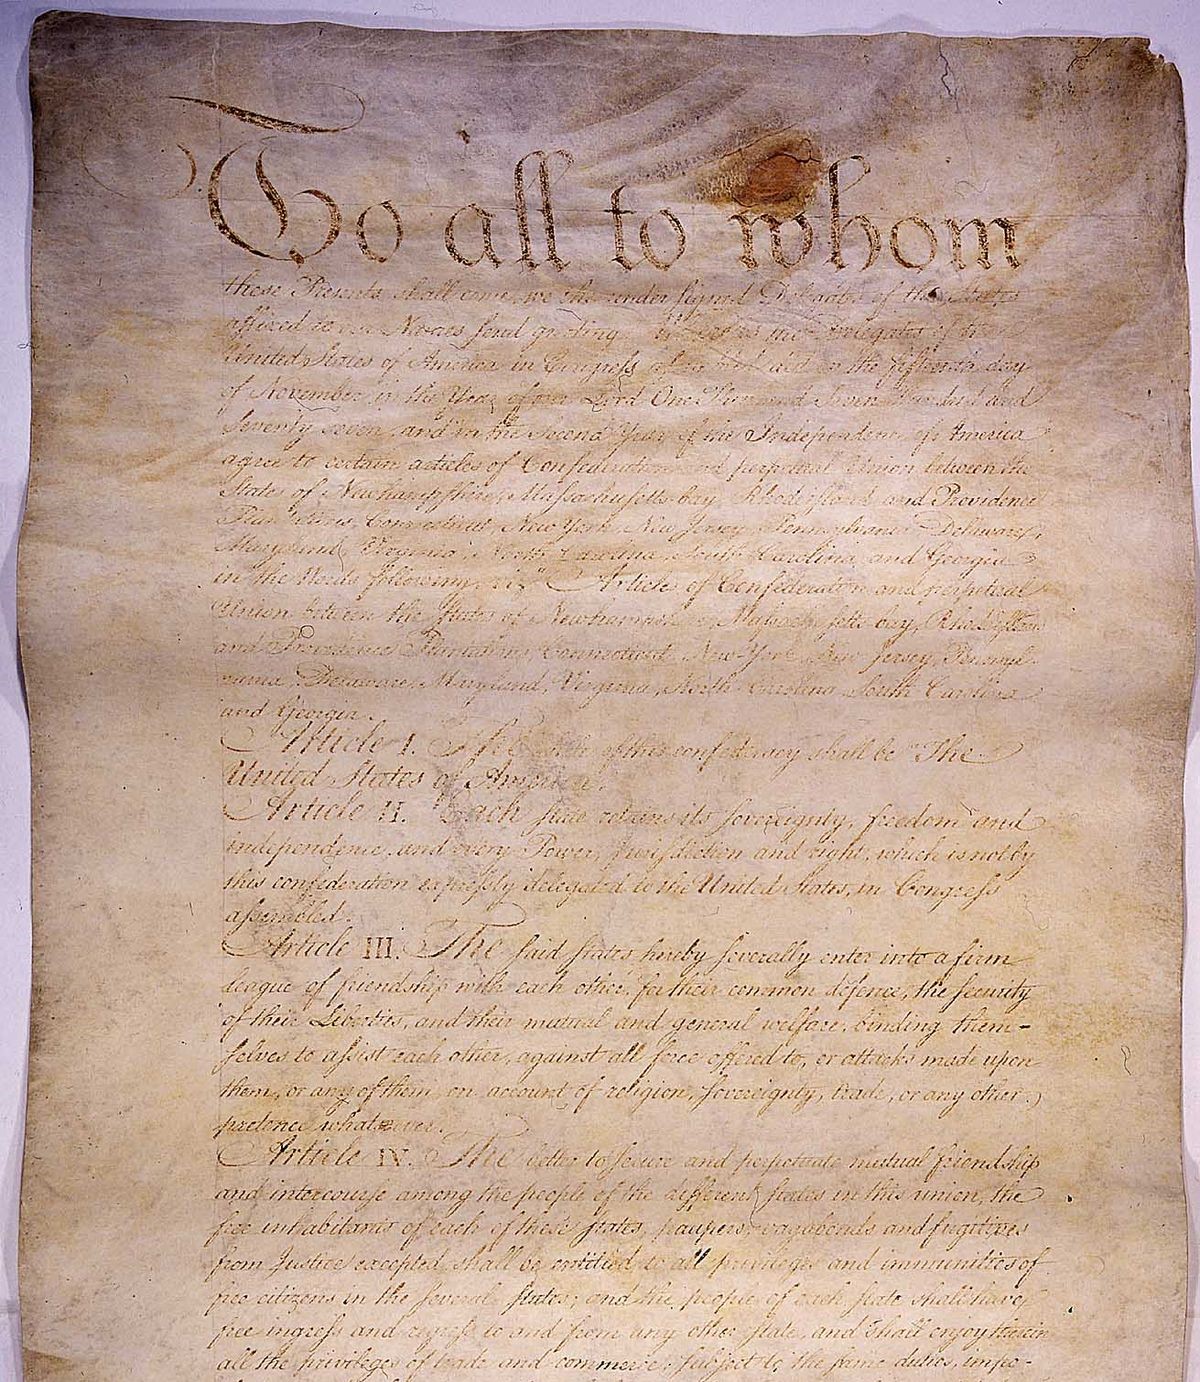 To all to whom
these Presents shall come, we the under signed Delegates of the States
affixed to our Names send greeting. Whereas the Delegates of the
United States of America in Congress assembled did on the fifteenth day
of November in the Year of our Lord One Thousand Seven Hundred and
Seventy seven, and in the Second Year of the Independence of America
agree to certain articles of Confederation and perpetual Union between the
States of Newhampshire, Massachusetts-bay, Rhodeisland and Providence
Plantations, Connecticut, New York, New Jersey, Pennsylvania, Delaware,
Maryland, Virginia, North-Carolina, South-Carolina, and Georgia
in the Words following, viz. "Articles of Confederation and perpetual
Union between the States of Newhampshire, Massachusetts-bay, Rhodeisland
and Providence Plantations, Connecticut, New-York, New-Jersey, Pennsyl-
vania, Delaware, Maryland, Virginia, North-Carolina, South-Carolina
and Georgia.
Article I. The Stile of this confederacy shall be "The
United States of America."
Article II. Each state retains its sovereignty, freedom and
independence, and every Power, Jurisdiction and right, which is not by
this confederation expressly delegated to the United States, in Congress
assembled.
Article III. The said states hereby severally enter into a firm
league of friendship with each other, for their common defence, the security
of their Liberties, and their mutual and general welfare, binding them-
selves to assist each other, against all force offered to, or attacks made upon
them, or any of them, on account of religion, sovereignty, trade, or any other
pretence whatever.
Article IV. The better to secure and perpetuate mutual friendship
and intercourse among the people of the different states in this union, the
free inhabitants of each of these states, paupers, vagabonds and fugitives
from Justice excepted, shall be entitled to all privileges and immunities of
free citizens in the several states; and the people of each state shall have
free ingress and regress to and from any other state, and shall enjoy therein
all the privileges of trade and commerce, subject to the same duties, impo-